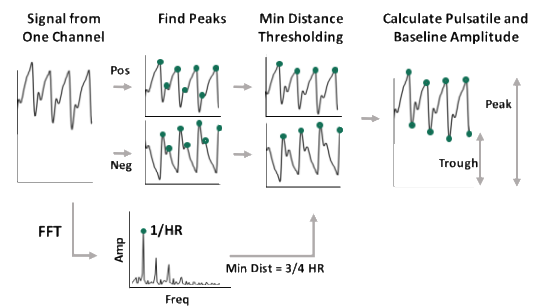 Signal from
One Channel
Find Peaks
Min Distance
Thresholding
Calculate Pulsatile and
Baseline Amplitude
Pos
Neg
Peak
Trough
FFT
1/HR
Amp
Freq
Min Dist = 3/4 HR